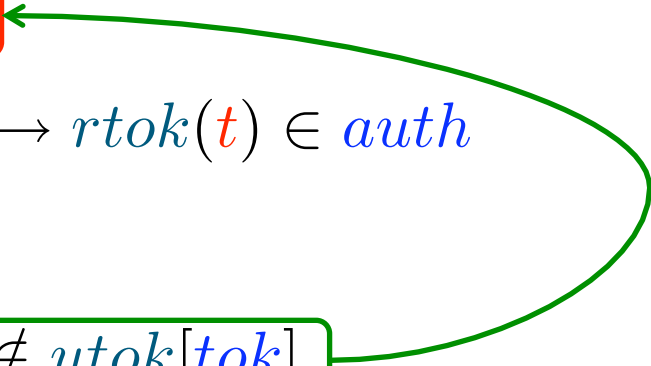 → rtok(t) ∈ auth
∉ utok[tok]